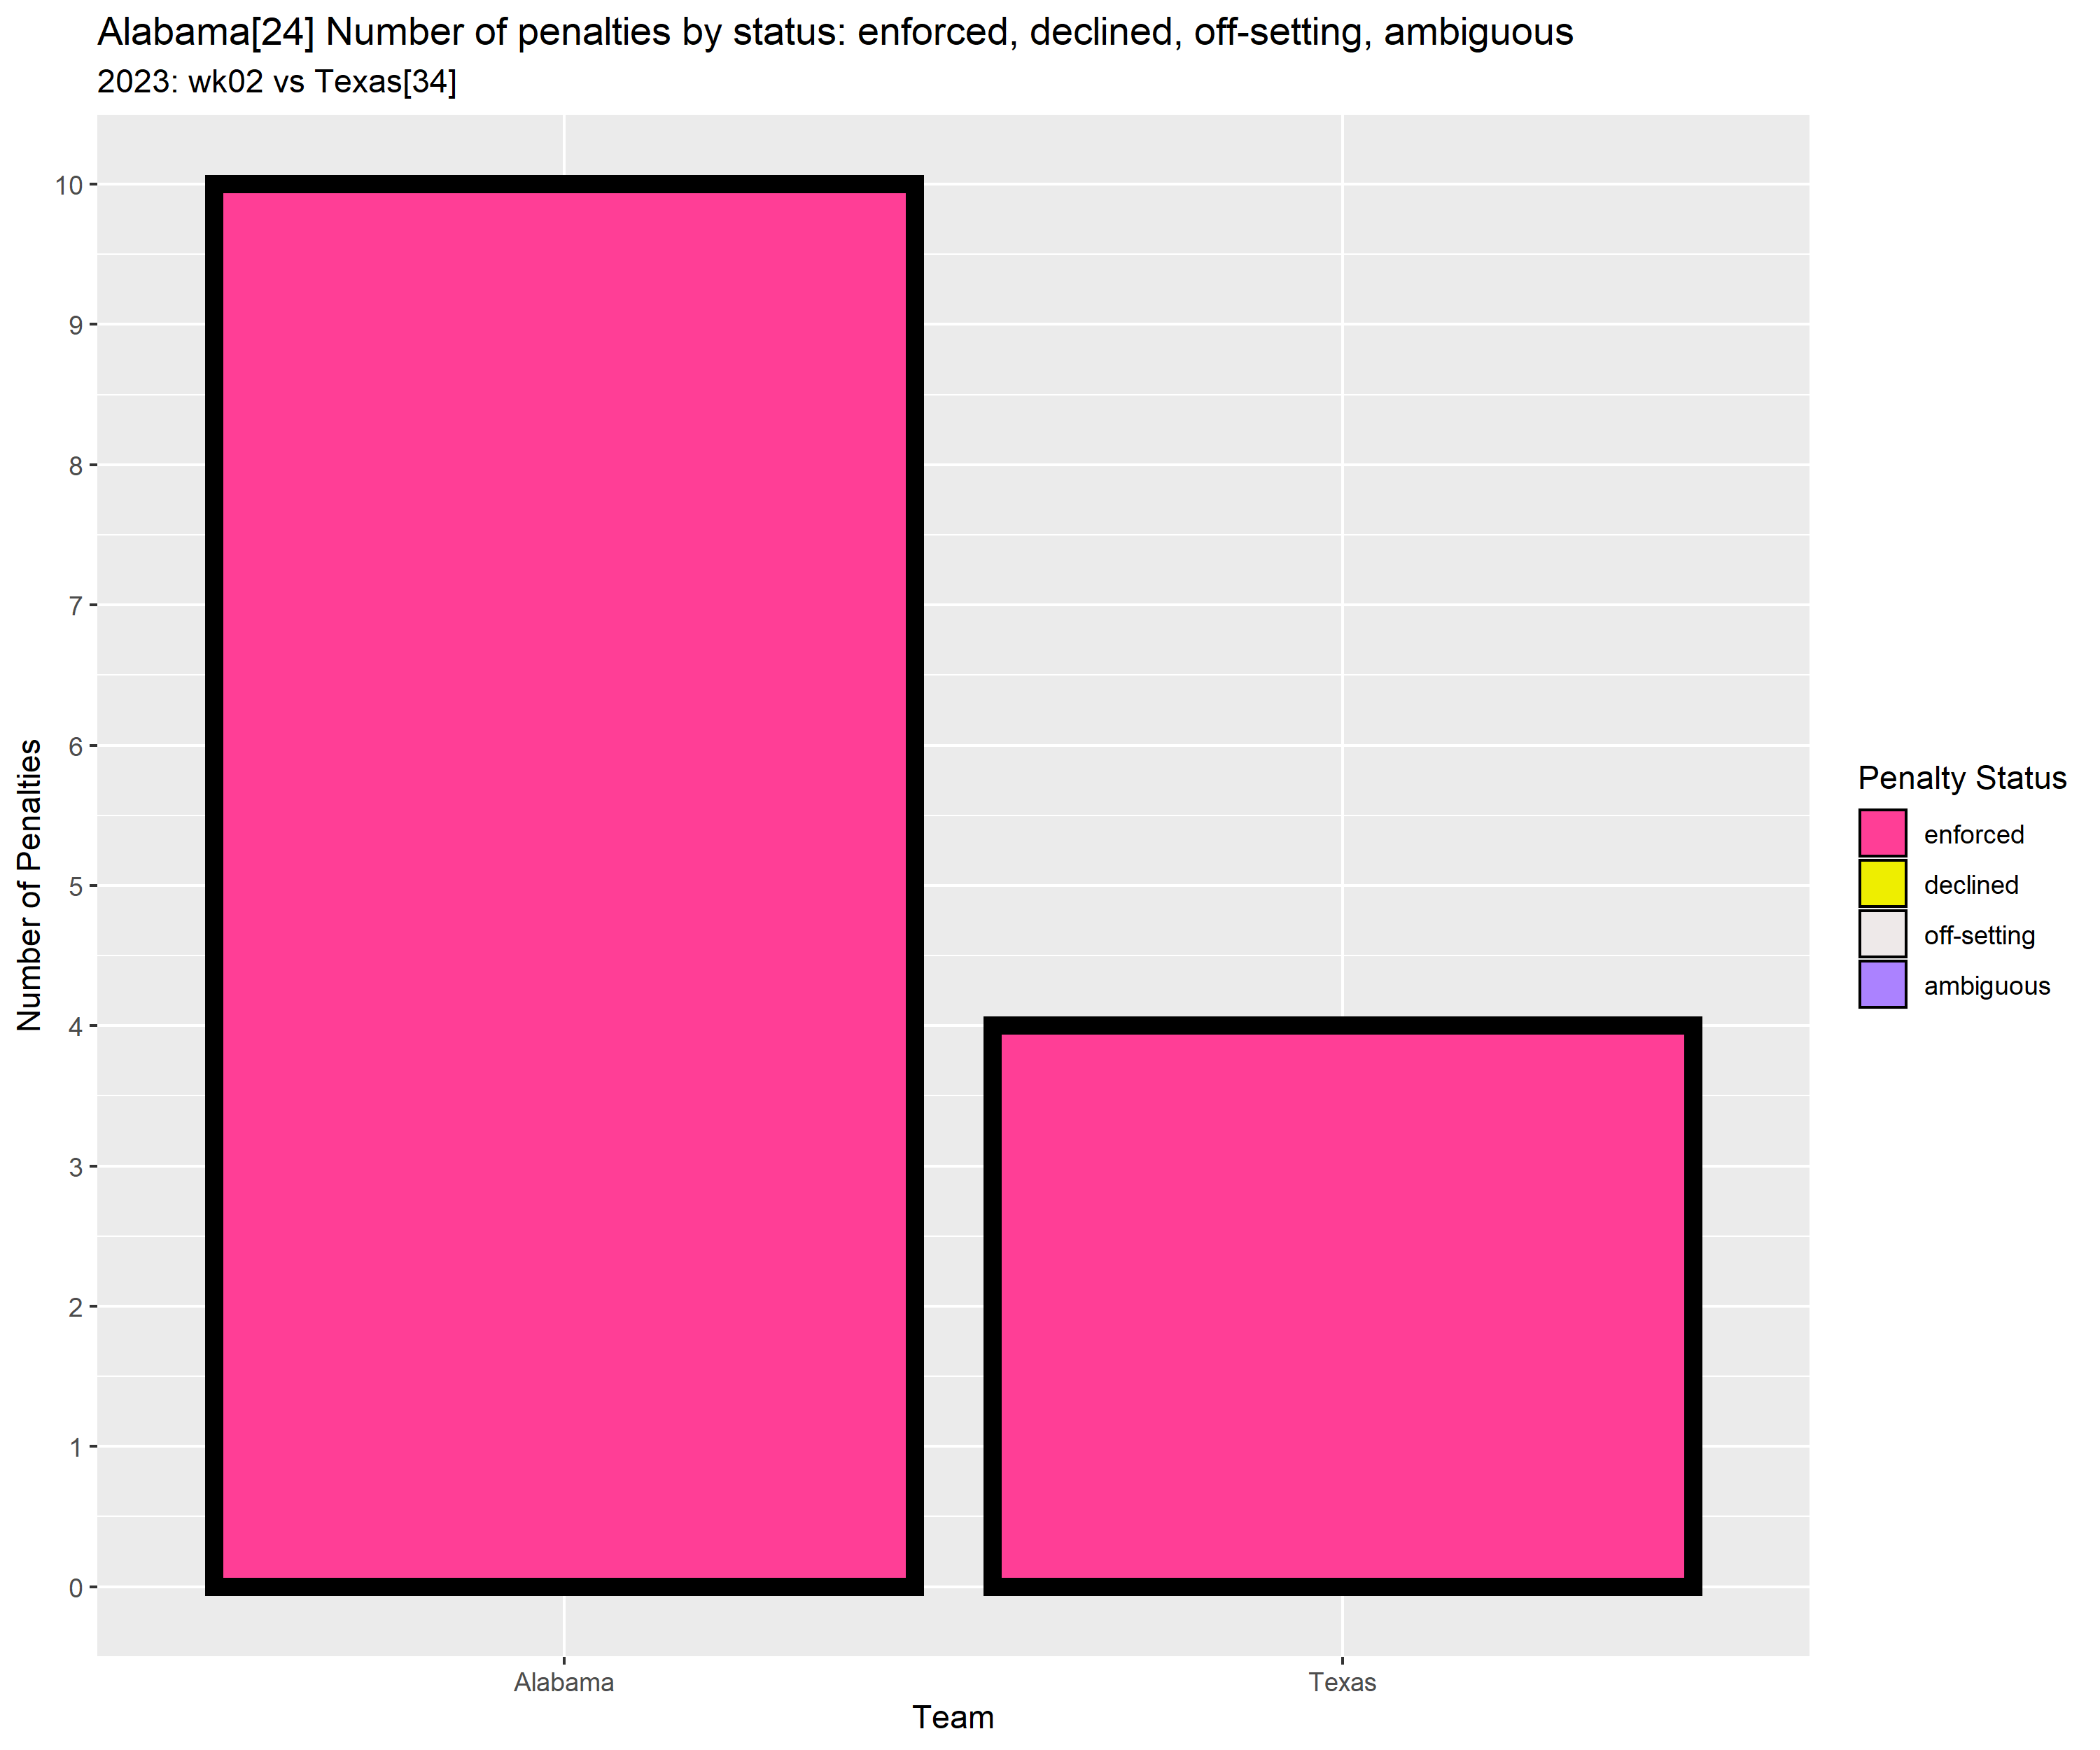 Alabama[24] Number of penalties by status: enforced, declined, off-setting, ambiguous
2023: wk02 vs Texas[34]
Number of Penalties
10
9
8
7
6
5
4
3
2
1
0
Alabama
Texas
Team
Penalty Status
enforced
declined
off-setting
ambiguous